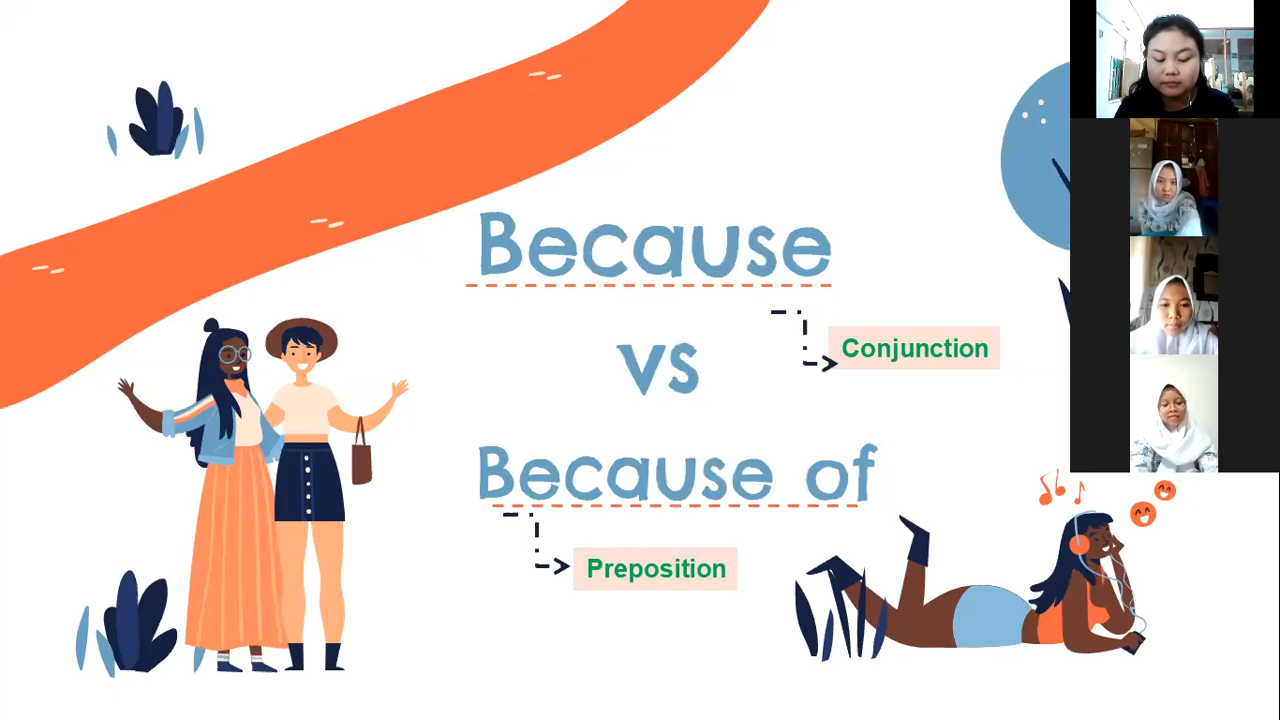 Because
vs
Conjunction
Because of
Preposition